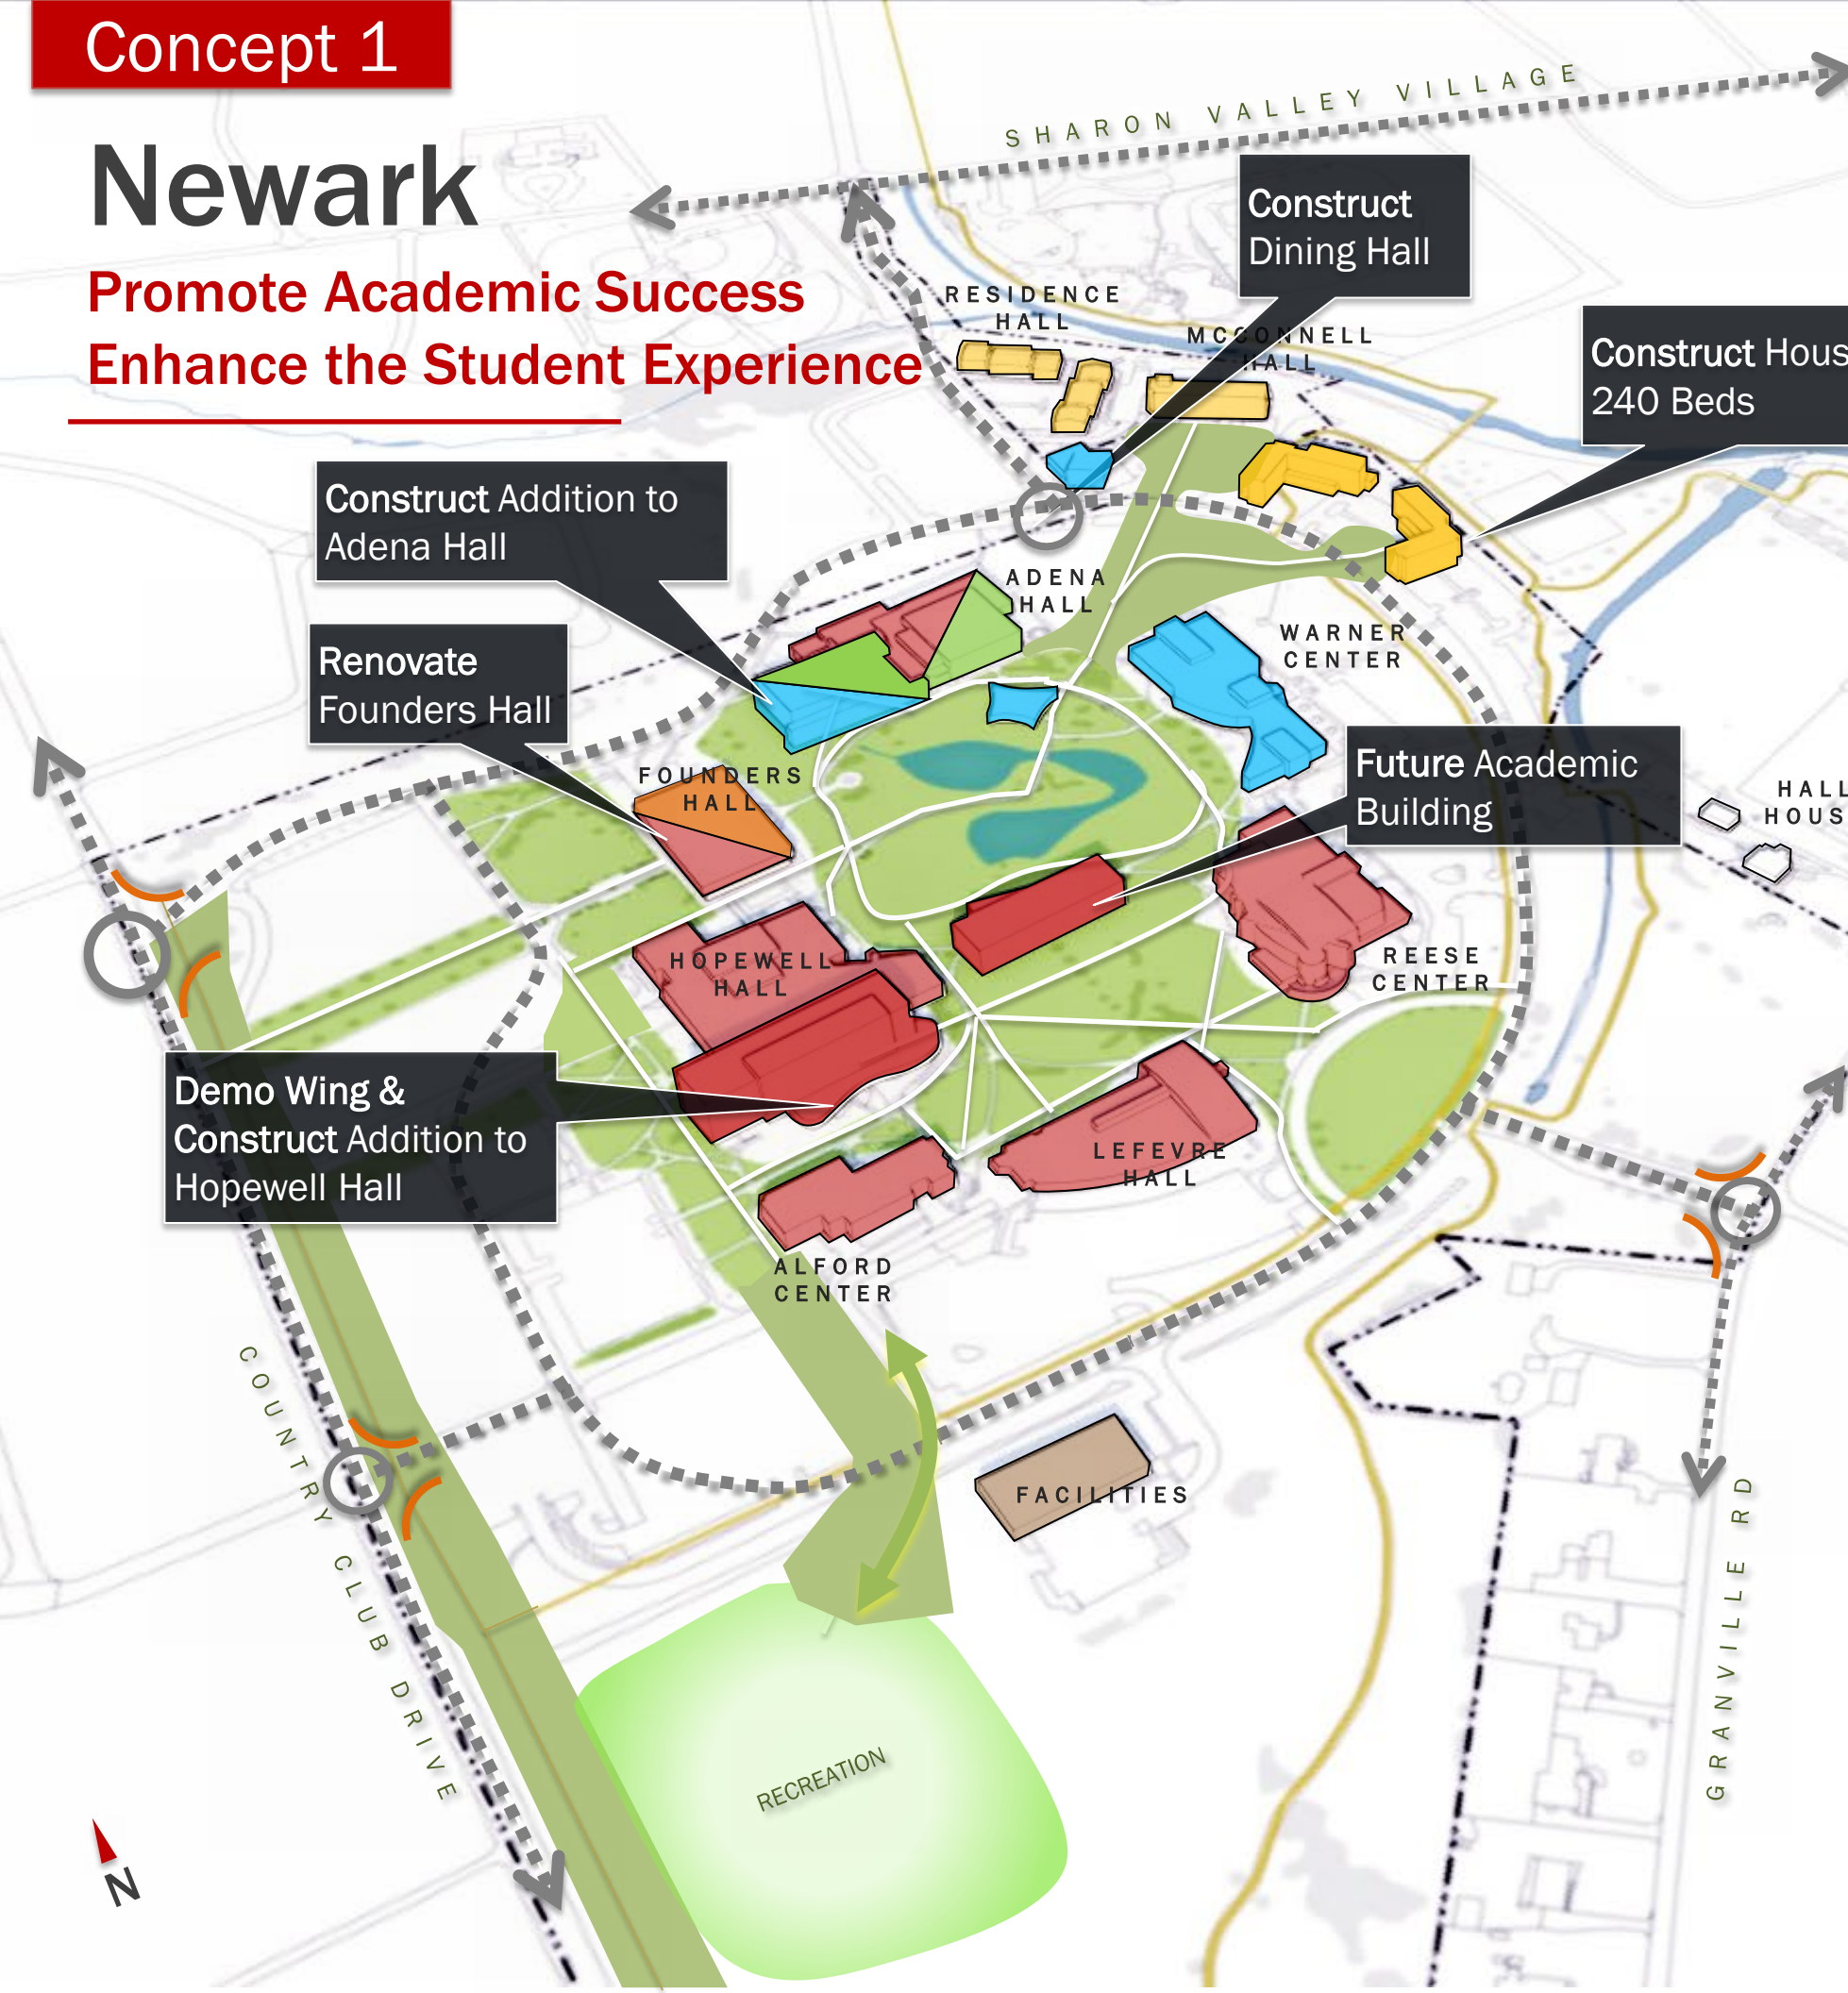 Concept 1
Newark
Promote Academic Success
Enhance the Student Experience
SHARON VALLEY VILLAGE
Construct
Dining Hall
RESIDENCE
HALL
MCCONNELL
HALL
Construct Hous
240 Beds
Construct Addition to
Adena Hall
ADENA
HALL
WARNER
CENTER
Renovate
Founders Hall
FOUNDERS
HALL
Future Academic
Building
HALL
HOUS
HOPEWELL
HALL
REESE
CENTER
Demo Wing &
Construct Addition to
Hopewell Hall
LEFEVRE
HALL
ALFORD
CENTER
COUNTRY CLUB DRIVE
FACILITIES
GRANVILLE RD
RECREATION
N